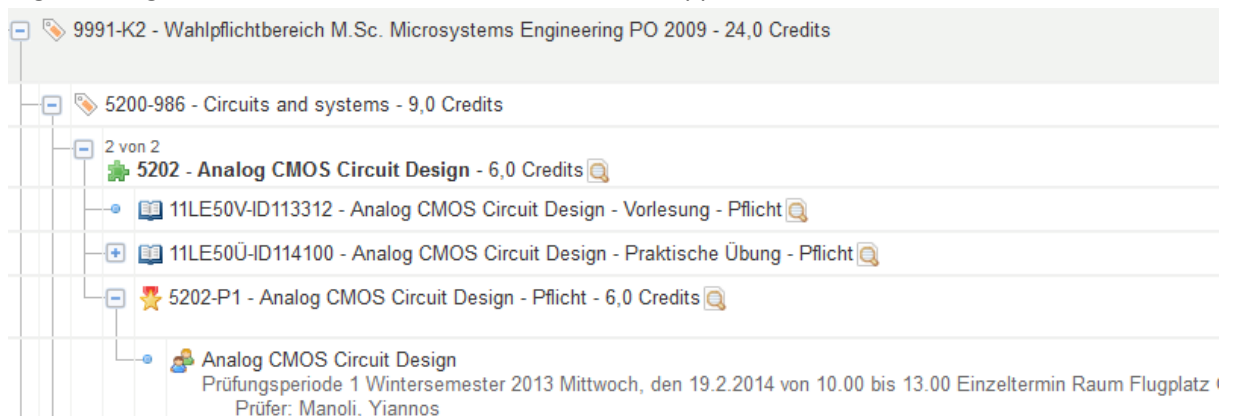 9991-K2 - Wahlpflichtbereich M.Sc. Microsystems Engineering PO 2009 - 24,0 Credits
5200-986 - Circuits and systems - 9,0 Credits
2 von 2
5202 - Analog CMOS Circuit Design - 6,0 Credits
11LE50V-ID113312 - Analog CMOS Circuit Design - Vorlesung - Pflicht
11LE50Ü-ID114100 - Analog CMOS Circuit Design - Praktische Übung - Pflicht
5202-P1 - Analog CMOS Circuit Design - Pflicht - 6,0 Credits
Analog CMOS Circuit Design
Prüfungsperiode 1 Wintersemester 2013 Mittwoch, den 19.2.2014 von 10.00 bis 13.00 Einzeltermin Raum Flugplatz
Prüfer: Manoli, Yiannos